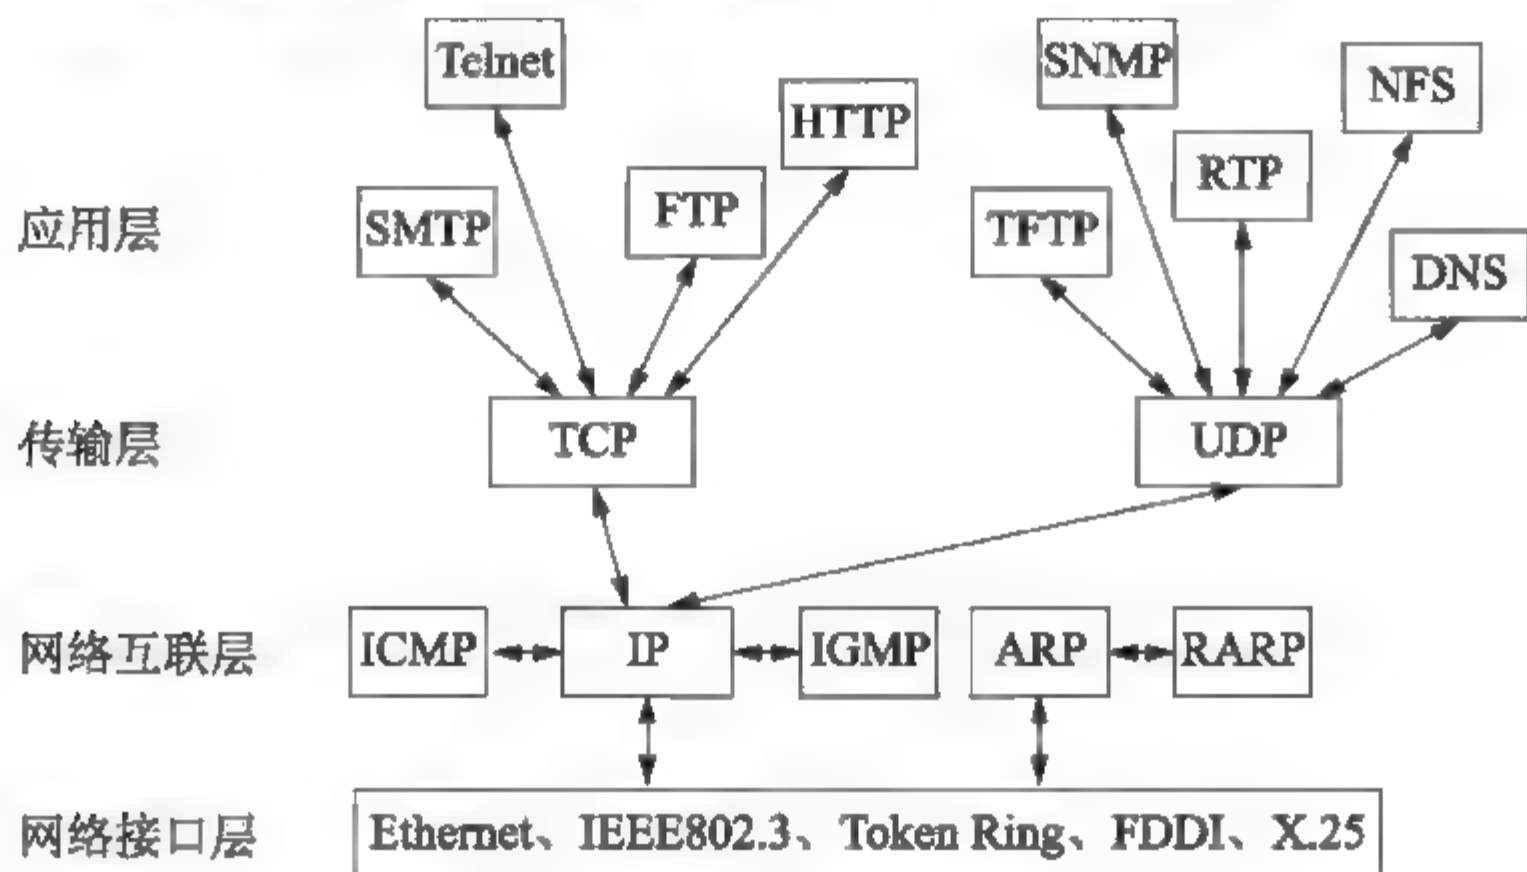 Telnet
SNMP
NFS
HTTP
RTP
应用层
SMTP
FTP
TFTP
DNS
传输层
TCP
UDP
网络互联层
ICMP
IP
IGMP
ARP
RARP
网络接口层
Ethernet、IEEE802.3、Token Ring、FDDI、X.25